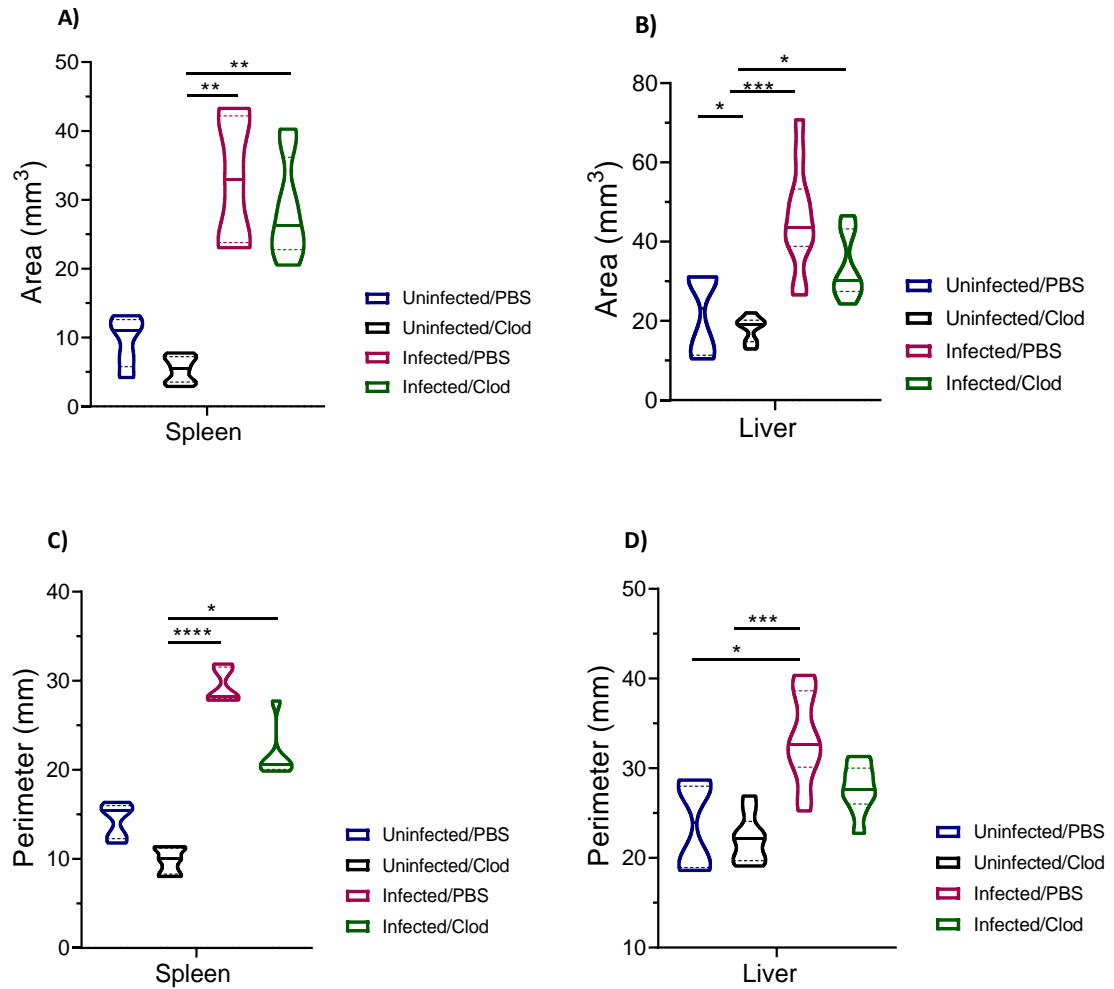 A)
**
**
50
40
30
20
10
0
Area (mm³)
Spleen
Uninfected/PBS
Uninfected/Clod
Infected/PBS
Infected/Clod
B)
*
***
*
80
60
40
20
0
Area (mm³)
Liver
Uninfected/PBS
Uninfected/Clod
Infected/PBS
Infected/Clod
C)
*
****
40
30
20
10
0
Perimeter (mm)
Spleen
Uninfected/PBS
Uninfected/Clod
Infected/PBS
Infected/Clod
D)
***
*
50
40
30
20
10
Perimeter (mm)
Liver
Uninfected/PBS
Uninfected/Clod
Infected/PBS
Infected/Clod